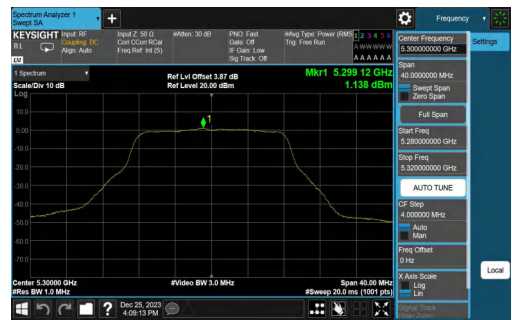 Spectrum Analyzer 1
Swept SA
Frequency
KEYSIGHT
Input: RF
Coupling: DC
Align: Auto
Input Z: 50 Ω
Corr CCorr RCal
Freq Ref: Int (S)
#Atten: 30 dB
PNO: Fast
Gate: Off
IF Gain: Low
Sig Track: Off
#Avg Type: Power (RMS
Trig: Free Run
1 2 3 4 5 6
A W W W W W
A A A A A A
RL
LV
1 Spectrum
Scale/Div 10 dB
Log
Ref Lvl Offset 3.87 dB
Ref Level 20.00 dBm
Mkr1 5.299 12 GHz
1.138 dBm
10.0
0.00
-10.0
-20.0
-30.0
-40.0
-50.0
-60.0
-70.0
1
Center 5.30000 GHz
#Res BW 1.0 MHz
#Video BW 3.0 MHz
Span 40.00 MHz
#Sweep 20.0 ms (1001 pts)
Dec 25, 2023
4:09:13 PM
Center Frequency
5.300000000 GHz
Span
40.0000000 MHz
Swept Span
Zero Span
Full Span
Start Freq
5.280000000 GHz
Stop Freq
5.320000000 GHz
AUTO TUNE
CF Step
4.000000 MHz
Auto
Man
Freq Offset
0 Hz
X Axis Scale
Log
Lin
Signal Track
(Span Zoom)
Settings
Local